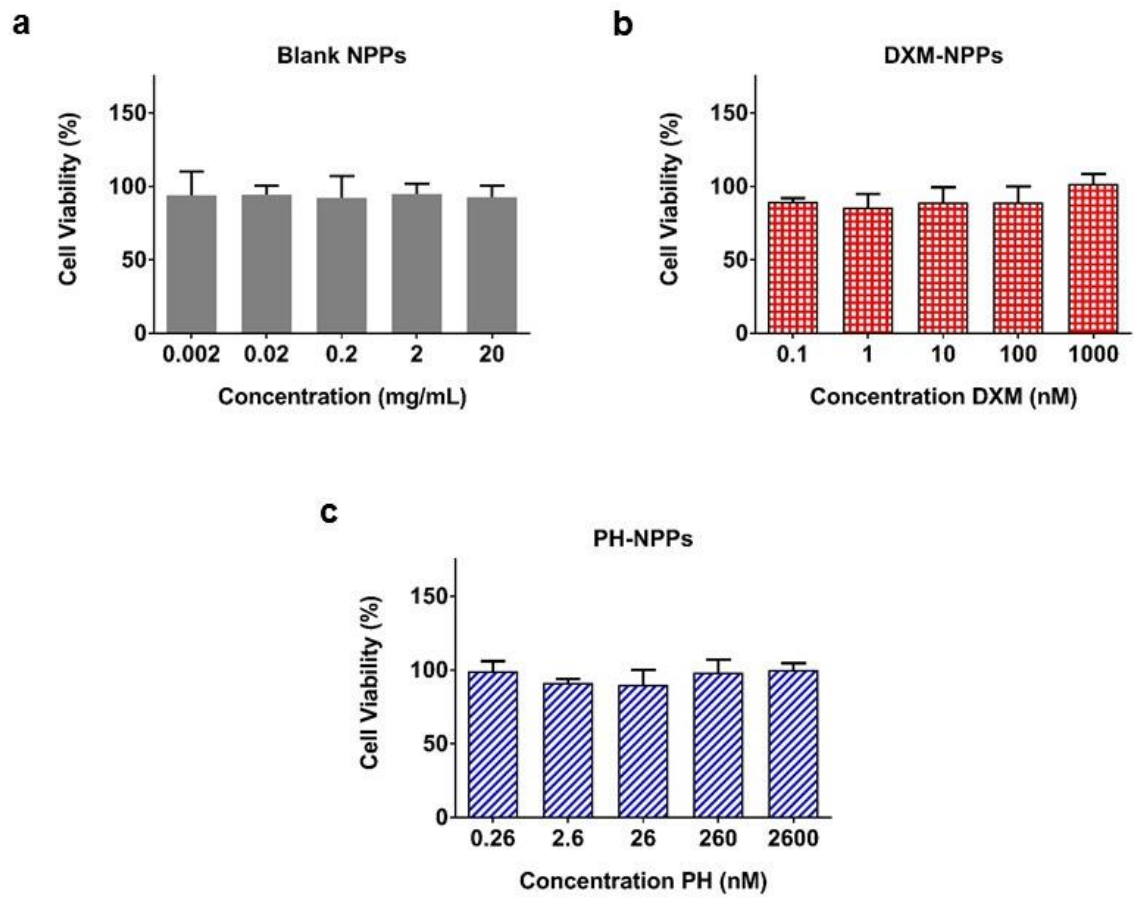 a
Blank NPPs
Cell Viability (%)
150
100
50
0
0.002 0.02 0.2 2 20
Concentration (mg/mL)
b
DXM-NPPs
Cell Viability (%)
150
100
50
0
0.1 1 10 100 1000
Concentration DXM (nM)
c
PH-NPPs
Cell Viability (%)
150
100
50
0
0.26 2.6 26 260 2600
Concentration PH (nM)